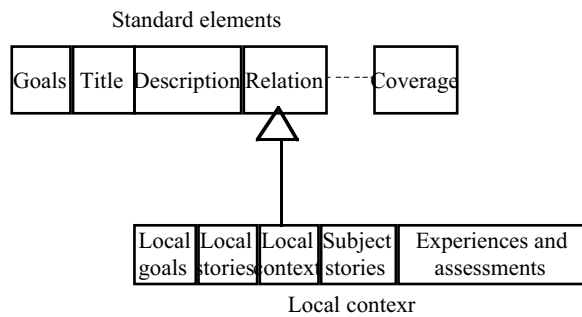 Standard elements
Goals Title Description Relation Coverage
Local Local Local Subject Experiences and
goals stories context stories assessments
Local contexr